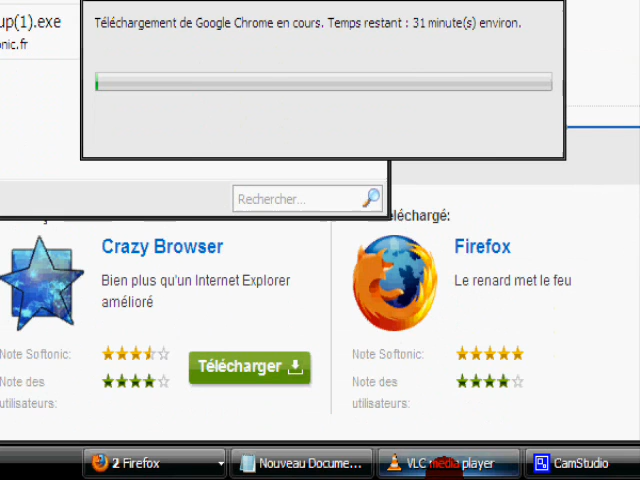 up(1).exe
nic.fr
Téléchargement de Google Chrome en cours. Temps restant : 31 minute(s) environ.
Rechercher...
éléchargé:
Crazy Browser
Bien plus qu'un Internet Explorer
amélioré
Note Softonic:
Note des
utilisateurs:
Télécharger
Firefox
Le renard met le feu
Note Softonic:
Note des
utilisateurs:
2 Firefox
Nouveau Docume...
VLC media player
CamStudio